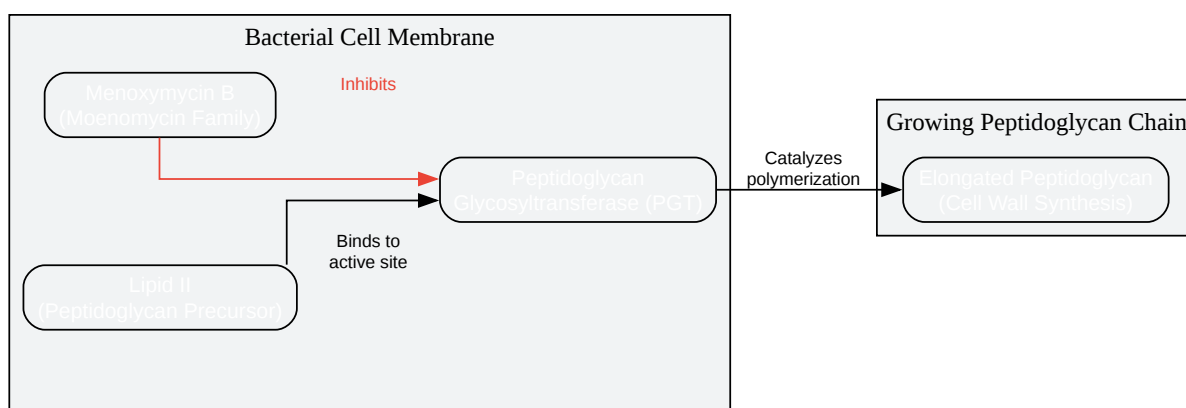 Bacterial Cell Membrane
Menoxymycin B
(Moenomycin Family)
Inhibits
Peptidoglycan
Glycosyltransferase (PGT)
Binds to
active site
Lipid II
(Peptidoglycan Precursor)
Catalyzes
polymerization
Growing Peptidoglycan Chain
Elongated Peptidoglycan
(Cell Wall Synthesis)